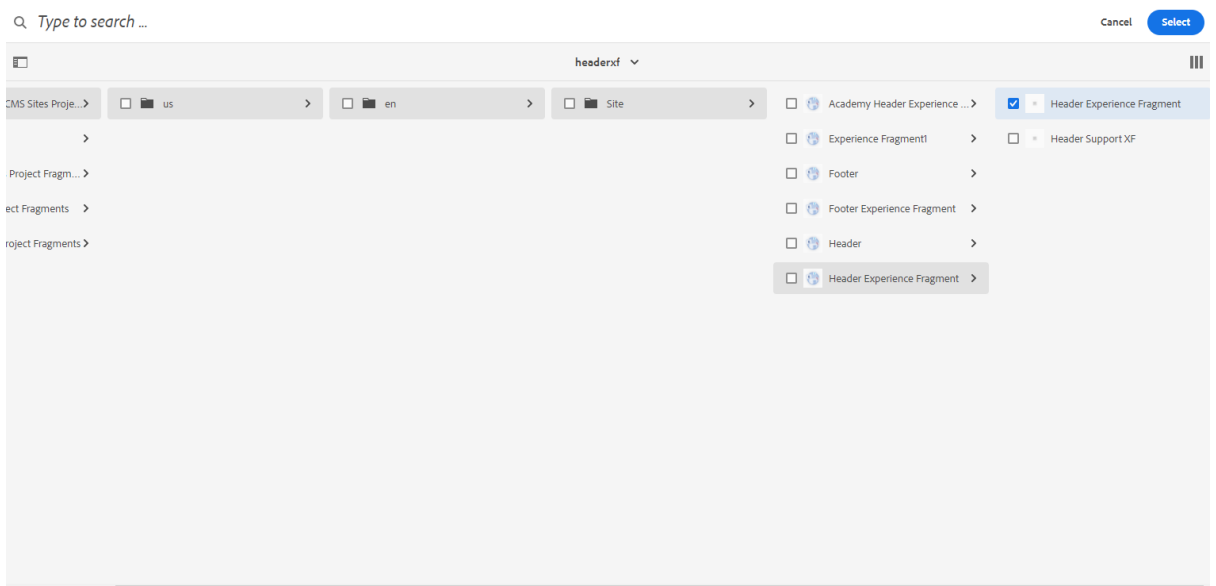 Type to search ...
Cancel
Select
headerxf
CMS Sites Proje...
us
en
Site
Academy Header Experience ...
Header Experience Fragment
Experience Fragment1
Header Support XF
Project Fragm...
Footer
ect Fragments
Footer Experience Fragment
roject Fragments
Header
Header Experience Fragment